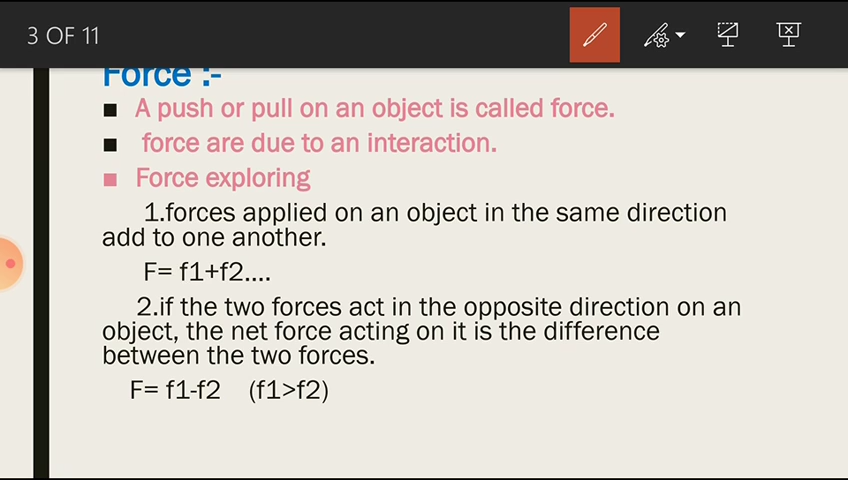 3 OF 11
Force :-
A push or pull on an object is called force.
force are due to an interaction.
Force exploring
1.forces applied on an object in the same direction
add to one another.
F= f1+f2....
2.if the two forces act in the opposite direction on an
object, the net force acting on it is the difference
between the two forces.
F= f1-f2 (f1>f2)